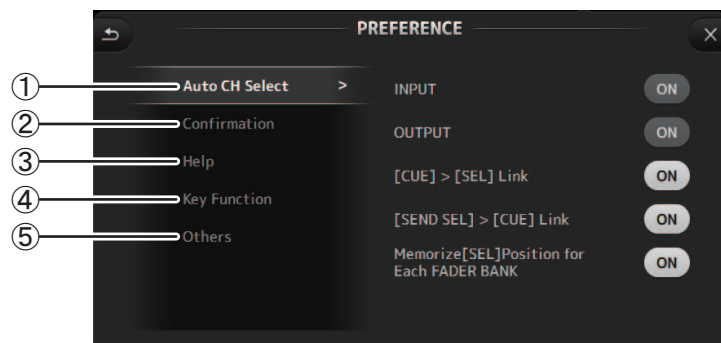 PREFERENCE
① Auto CH Select >
② Confirmation
③ Help
④ Key Function
⑤ Others
INPUT ON
OUTPUT ON
[CUE] > [SEL] Link ON
[SEND SEL] > [CUE] Link ON
Memorize[SEL]Position for
Each FADER BANK ON